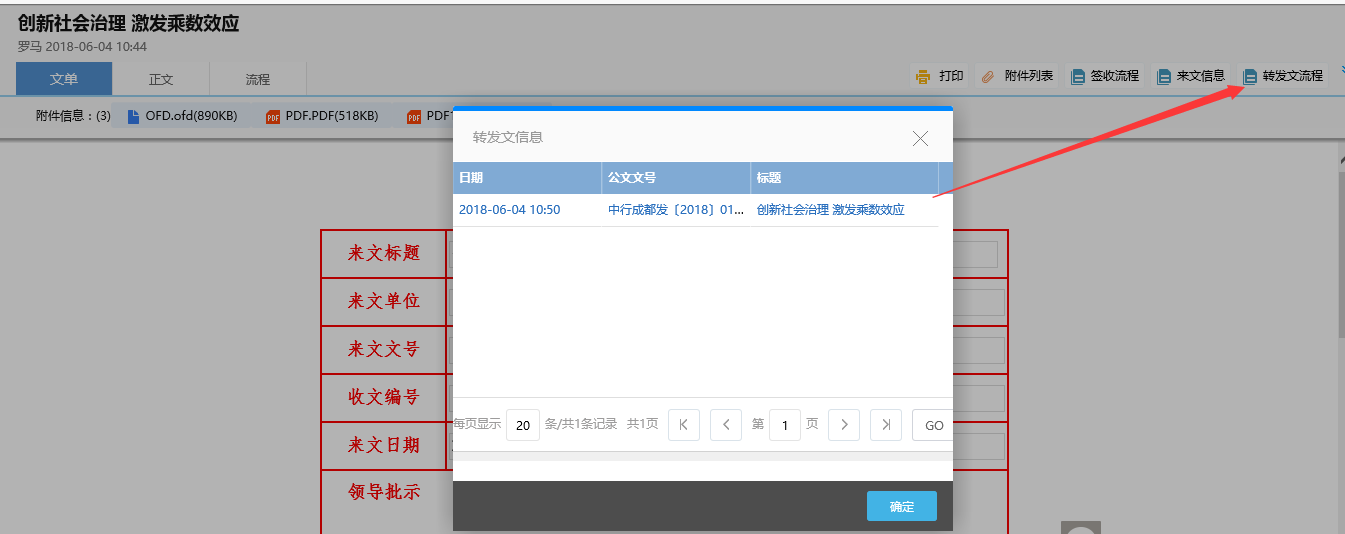 创新社会治理 激发乘数效应
罗马 2018-06-04 10:44
文单 正文 流程 打印 附件列表 签收流程 来文信息 转发文流程
附件信息：(3) OFD.ofd(890KB) PDF.PDF(518KB) PDF1
转发文信息
日期 公文文号 标题
2018-06-04 10:50 中行成都发〔2018〕01... 创新社会治理 激发乘数效应
来文标题
来文单位
来文文号
收文编号
每页显示 20 条/共1条记录 共1页 第 1 页 GO
来文日期
领导批示
确定